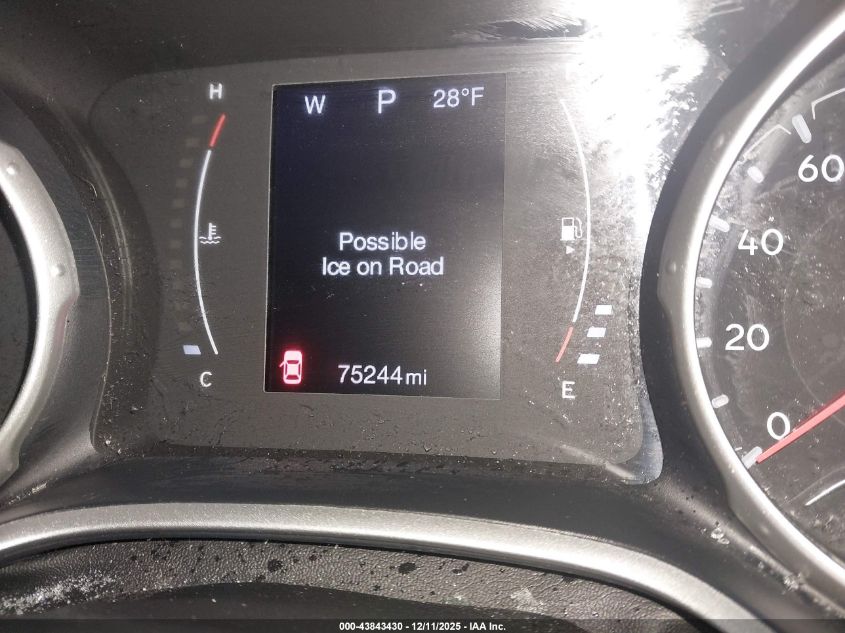 H
W P 28°F
60
Possible
Ice on Road
40
20
75244mi
C
E
0
000-43843430 - 12/11/2025 - IAA Inc.